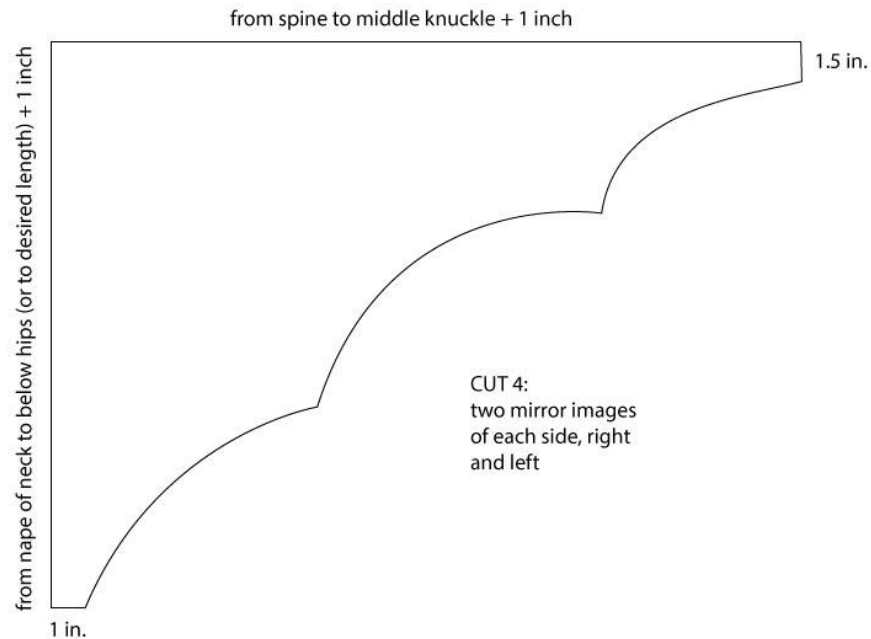 from spine to middle knuckle + 1 inch
1.5 in.
from nape of neck to below hips (or to desired length) + 1 inch
CUT 4:
two mirror images
of each side, right
and left
1 in.